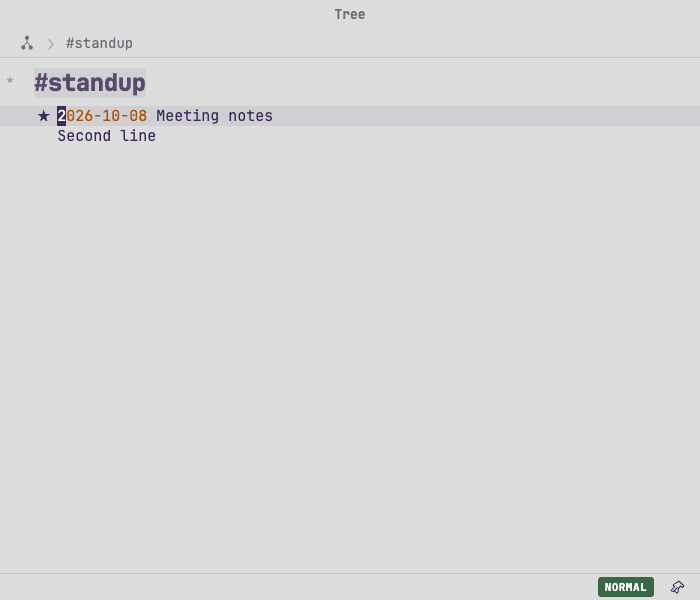 Tree
#standup
* #standup
★ 2026-10-08 Meeting notes
Second line
NORMAL